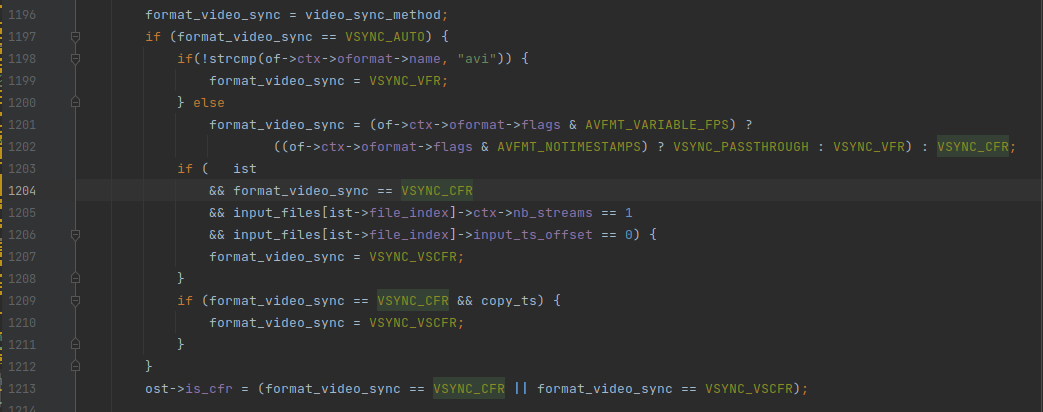 1196 format_video_sync = video_sync_method;
1197 if (format_video_sync == VSYNC_AUTO) {
1198 if(!strcmp(of->ctx->oformat->name, "avi")) {
1199 format_video_sync = VSYNC_VFR;
1200 } else
1201 format_video_sync = (of->ctx->oformat->flags & AVFMT_VARIABLE_FPS) ?
1202 ((of->ctx->oformat->flags & AVFMT_NOTIMESTAMPS) ? VSYNC_PASSTHROUGH : VSYNC_VFR) : VSYNC_CFR;
1203 if (   ist
1204 && format_video_sync == VSYNC_CFR
1205 && input_files[ist->file_index]->ctx->nb_streams == 1
1206 && input_files[ist->file_index]->input_ts_offset == 0) {
1207 format_video_sync = VSYNC_VSCFR;
1208 }
1209 if (format_video_sync == VSYNC_CFR && copy_ts) {
1210 format_video_sync = VSYNC_VSCFR;
1211 }
1212 }
1213 ost->is_cfr = (format_video_sync == VSYNC_CFR || format_video_sync == VSYNC_VSCFR);
1214